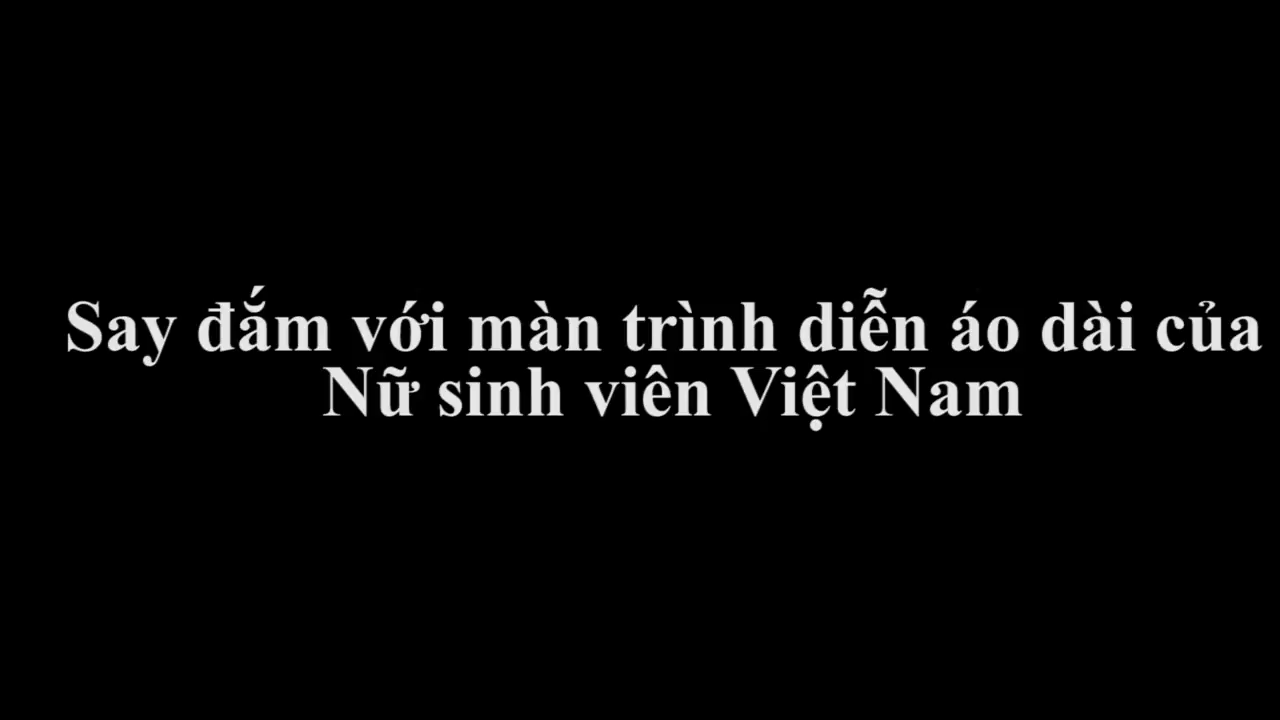 Say đắm với màn trình diễn áo dài của
Nữ sinh viên Việt Nam